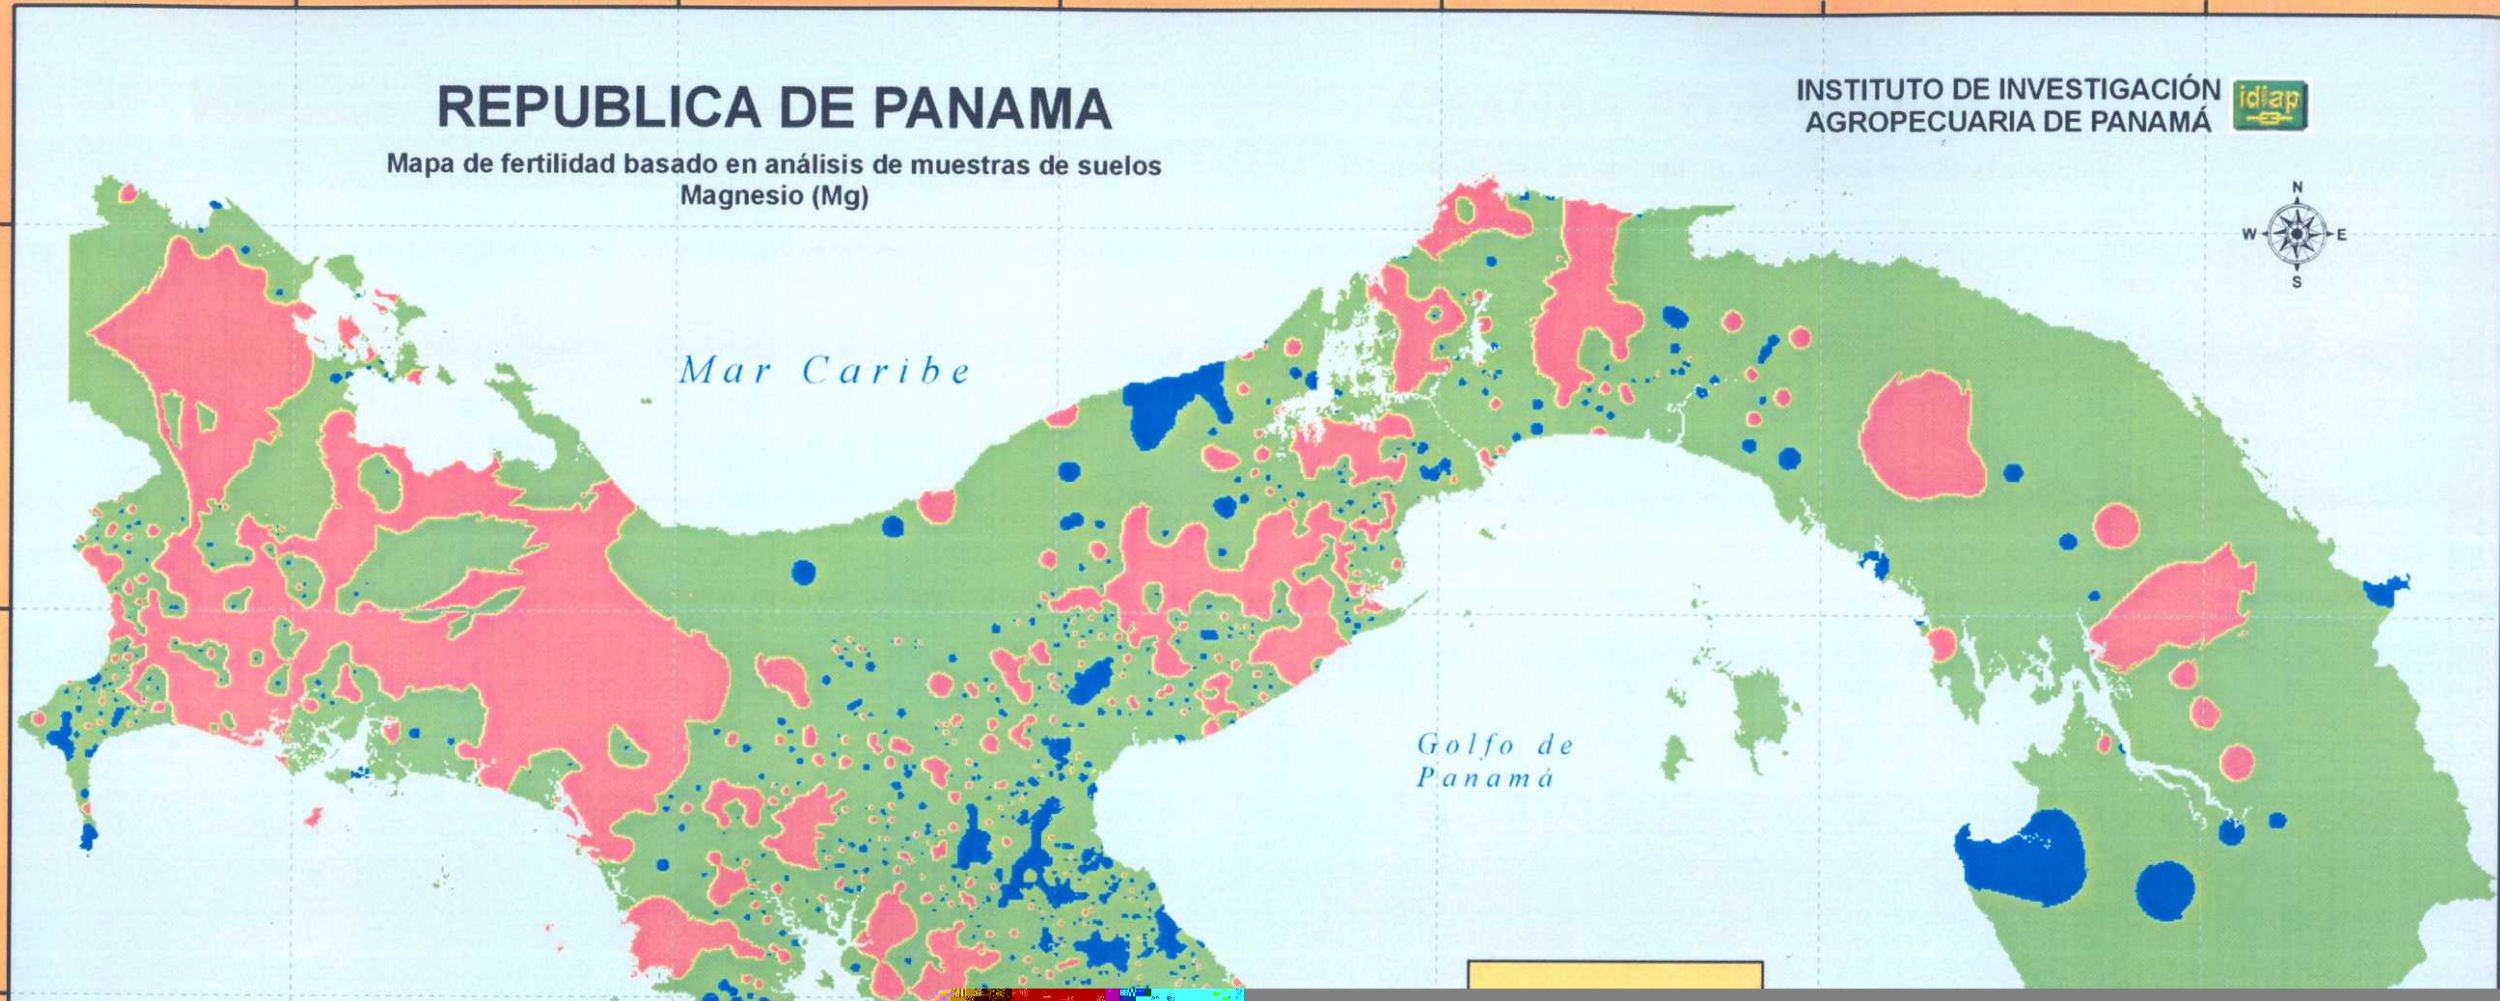 REPUBLICA DE PANAMA
Mapa de fertilidad basado en análisis de muestras de suelos
Magnesio (Mg)
INSTITUTO DE INVESTIGACIÓN
AGROPECUARIA DE PANAMÁ
idiap
N
W E
S
Mar Caribe
Golfo de
Panamá